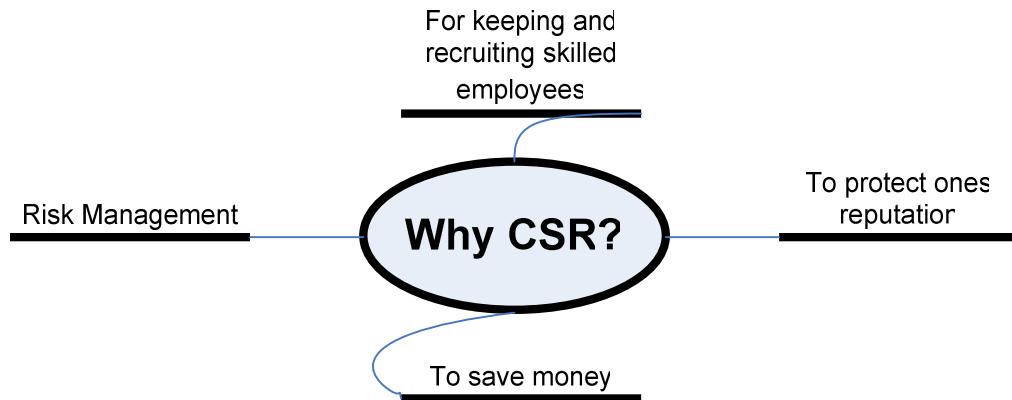 For keeping and
recruiting skilled
employees
To protect ones
reputation
Risk Management
Why CSR?
To save money